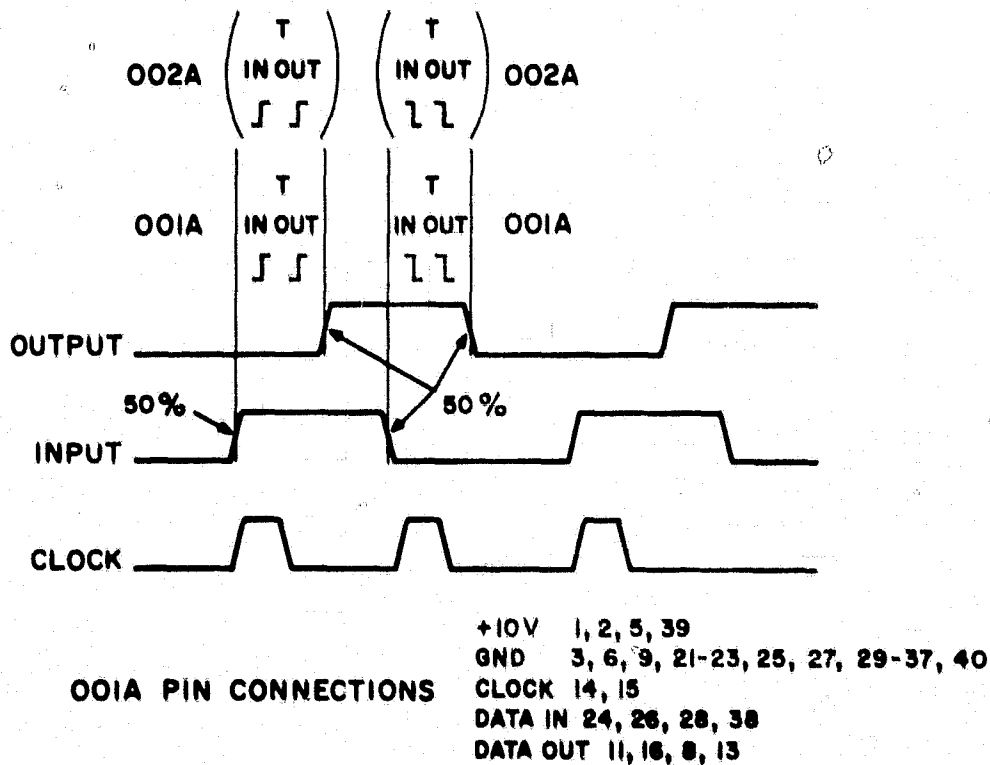 T T
002A IN OUT IN OUT 002A
T T
001A IN OUT IN OUT 001A
OUTPUT
50% 50%
INPUT
CLOCK
+10V 1, 2, 5, 39
GND 3, 6, 9, 21-23, 25, 27, 29-37, 40
001A PIN CONNECTIONS CLOCK 14, 15
DATA IN 24, 26, 28, 38
DATA OUT 11, 16, 8, 13